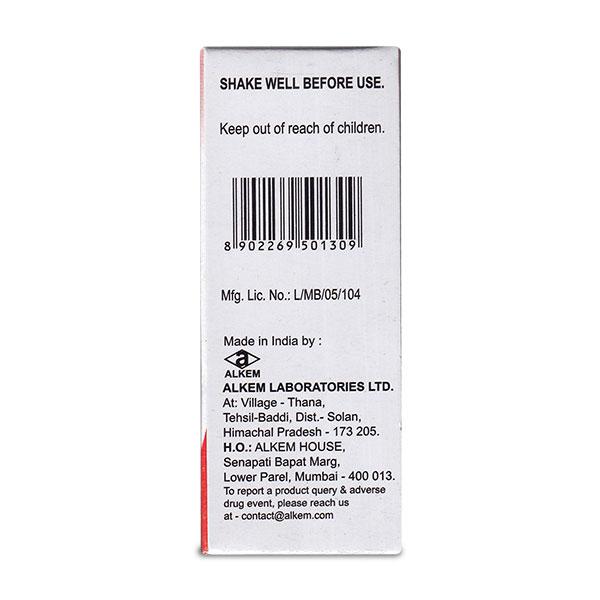 SHAKE WELL BEFORE USE.
Keep out of reach of children.
8 902269 501309
Mfg. Lic. No.: L/MB/05/104
Made in India by :
a
ALKEM
ALKEM LABORATORIES LTD.
At: Village - Thana,
Tehsil-Baddi, Dist.- Solan,
Himachal Pradesh - 173 205.
H.O.: ALKEM HOUSE,
Senapati Bapat Marg,
Lower Parel, Mumbai - 400 013.
To report a product query & adverse
drug event, please reach us
at - contact@alkem.com